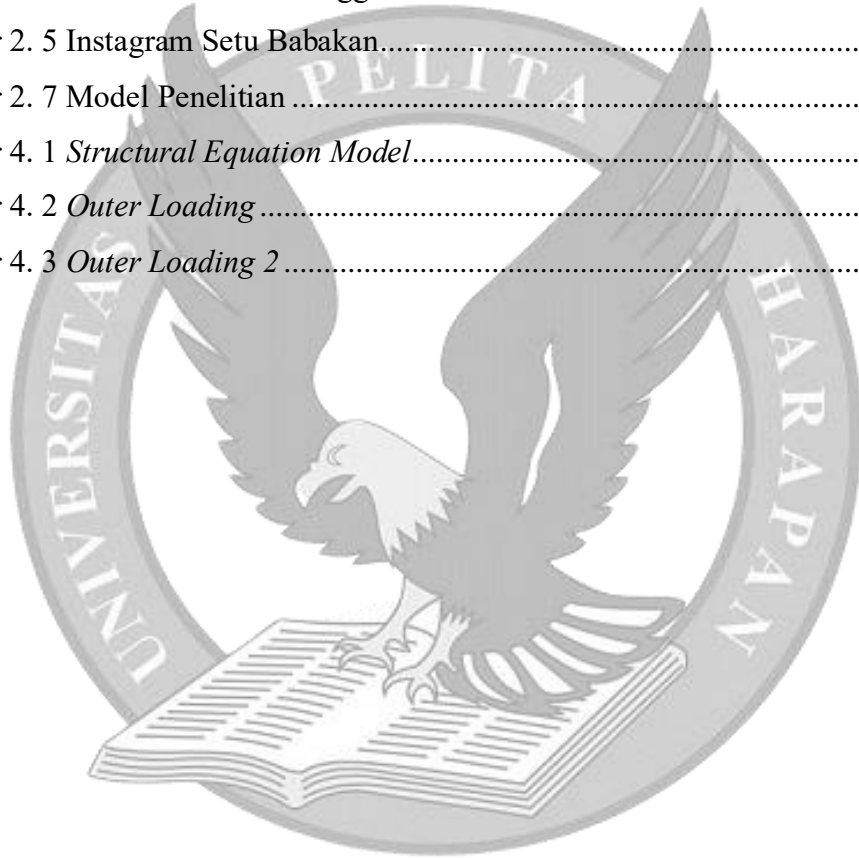 2. 5 Instagram Setu Babakan
2. 7 Model Penelitian
4. 1 Structural Equation Model
4. 2 Outer Loading
4. 3 Outer Loading 2
UNIVERSITAS PELITA HARAPAN